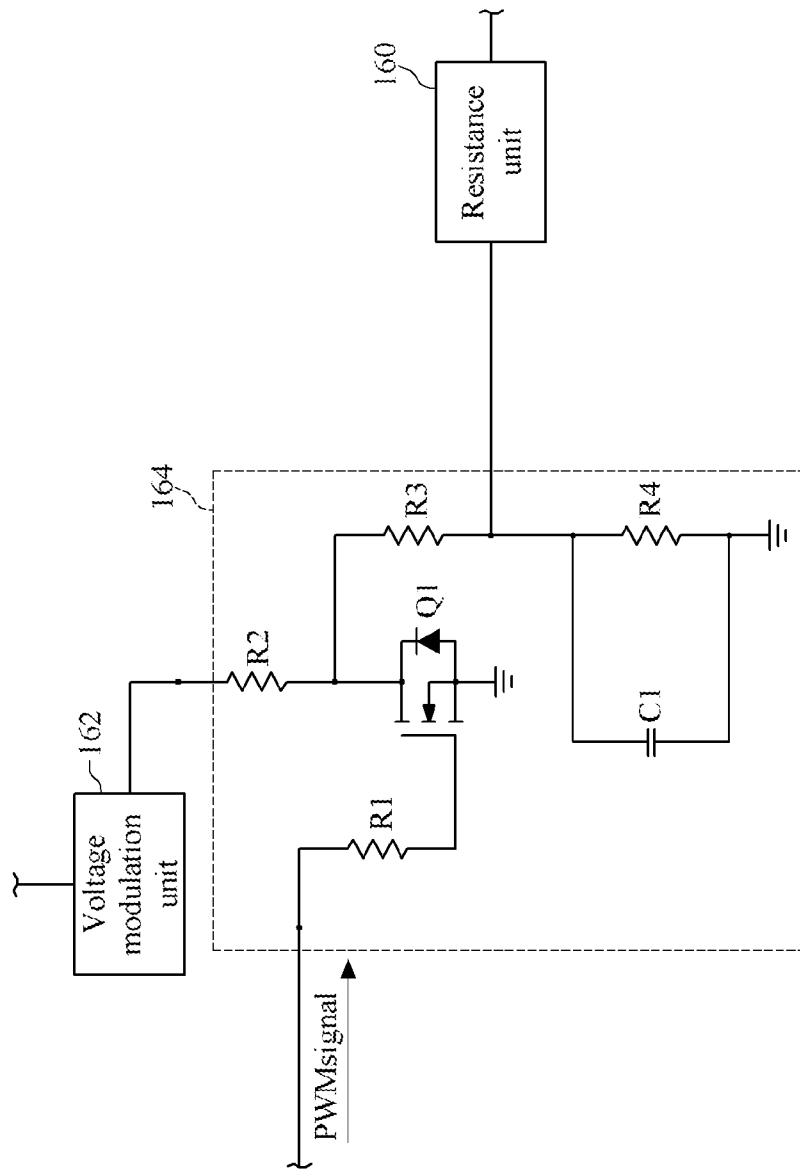 160
Resistance
unit
164
R3
R4
Q1
R2
C1
162
Voltage
modulation
unit
R1
PWMsignal